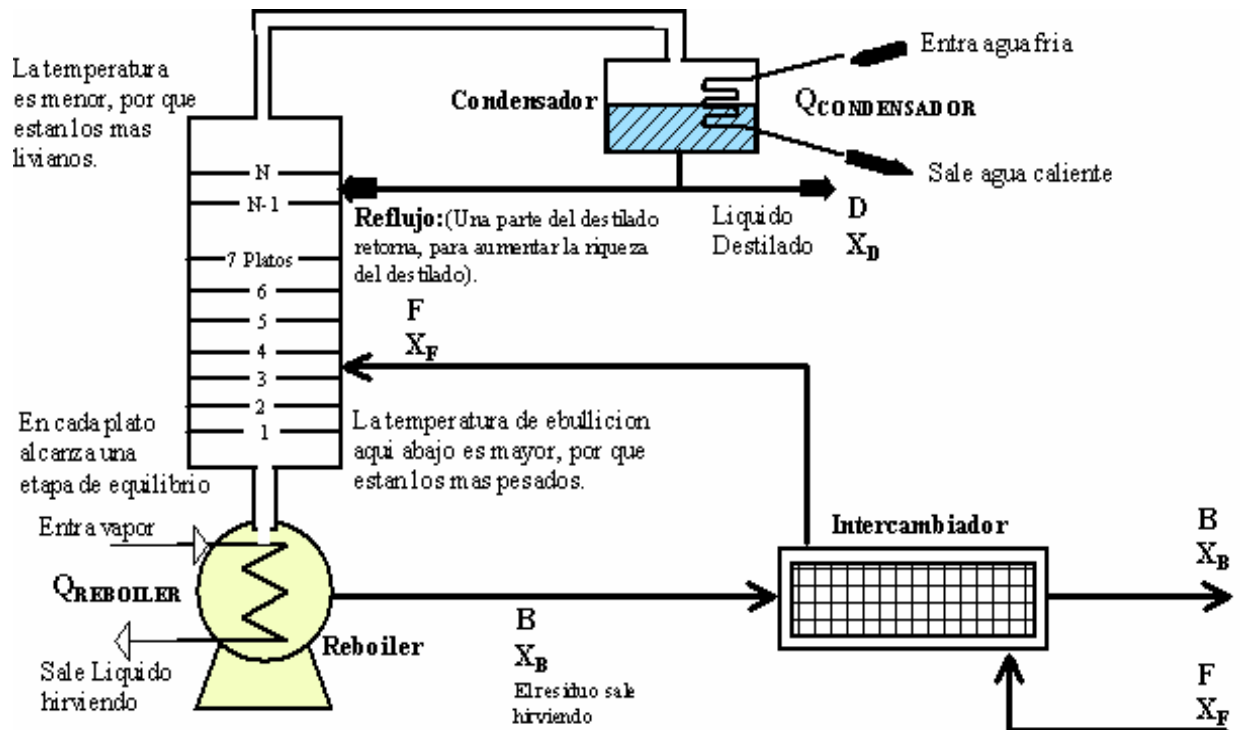 La temperatura
es menor, por que
estan los mas
livianos.
Condensador
Entra agua fria
QCONDENSADOR
Sale agua caliente
N
N-1
7 Platos
6
5
4
3
2
1
Reflujo:(Una parte del destilado
retorna, para aumentar la riqueza
del destilado).
Liquido
Destilado
D
XD
F
XF
En cada plato
alcanza una
etapa de equilibrio
La temperatura de ebullicion
aqui abajo es mayor, por que
estan los mas pesados.
Entra vapor
QREBOILER
Sale Liquido
hirviendo
Reboiler
B
XB
El residuo sale
hirviendo
Intercambiador
B
XB
F
XF